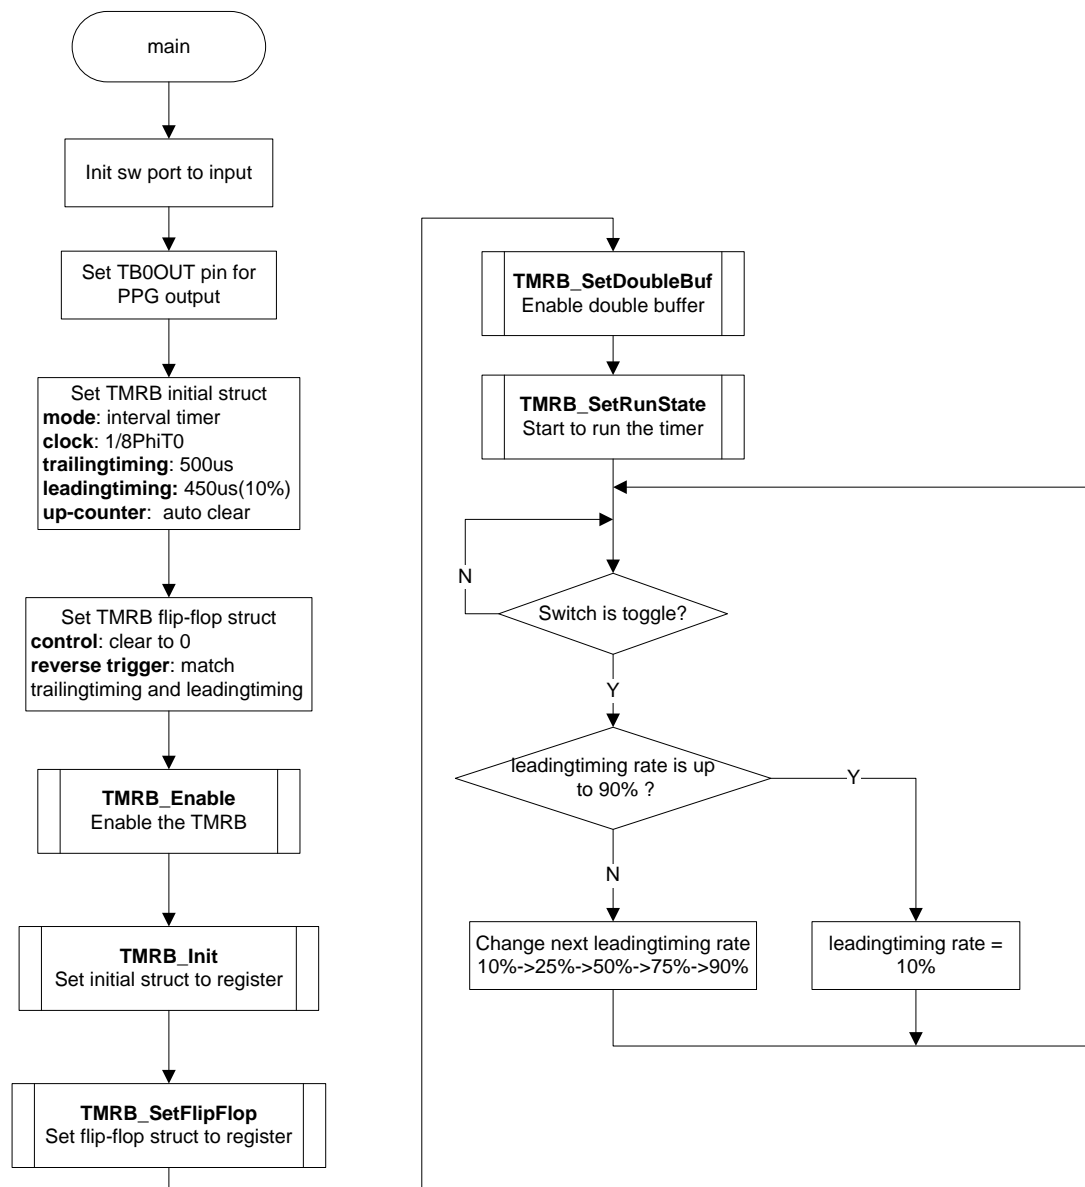 main
Init sw port to input
Set TB0OUT pin for
PPG output
Set TMRB initial struct
mode: interval timer
clock: 1/8PhiT0
trailingtiming: 500us
leadingtiming: 450us(10%)
up-counter:  auto clear
Set TMRB flip-flop struct
control: clear to 0
reverse trigger: match
trailingtiming and leadingtiming
TMRB_Enable
Enable the TMRB
TMRB_Init
Set initial struct to register
TMRB_SetFlipFlop
Set flip-flop struct to register
TMRB_SetDoubleBuf
Enable double buffer
TMRB_SetRunState
Start to run the timer
N
Switch is toggle?
Y
leadingtiming rate is up
to 90% ?
Y
N
Change next leadingtiming rate
10%->25%->50%->75%->90%
leadingtiming rate =
10%